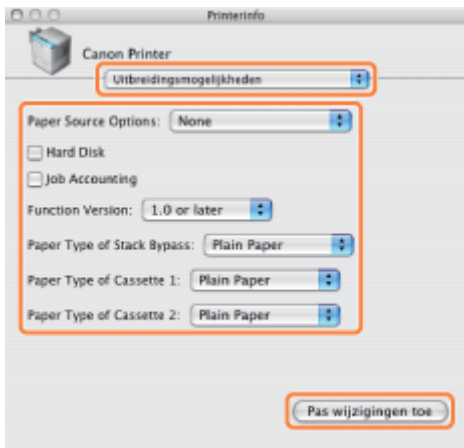 Printerinfo
Canon Printer
Uitbreidingsmogelijkheden
Paper Source Options: None
Hard Disk
Job Accounting
Function Version: 1.0 or later
Paper Type of Stack Bypass: Plain Paper
Paper Type of Cassette 1: Plain Paper
Paper Type of Cassette 2: Plain Paper
Pas wijzigingen toe